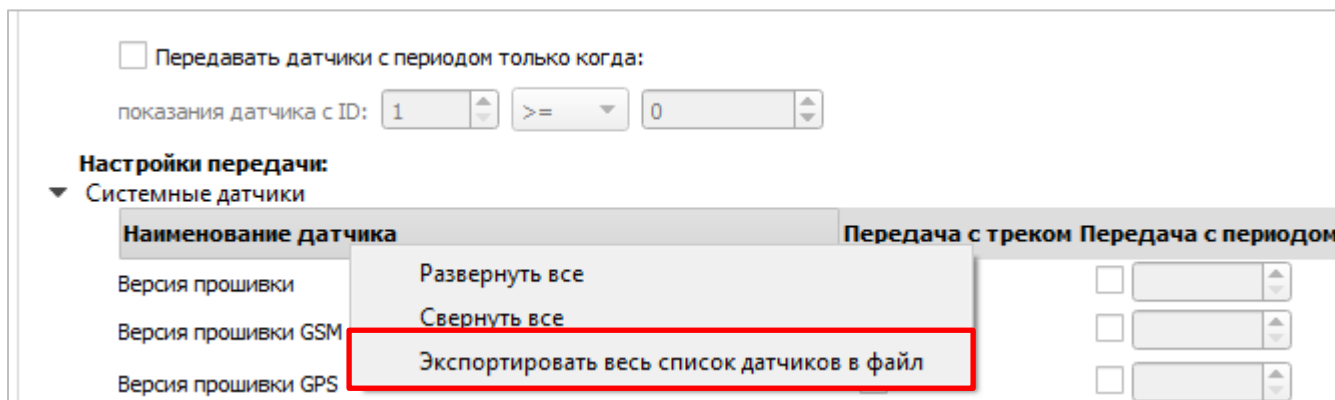 Передавать датчики с периодом только когда:
показания датчика с ID: 1 >= 0
Настройки передачи:
Системные датчики
Наименование датчика Передача с треком Передача с периодом
Развернуть все
Версия прошивки
Свернуть все
Версия прошивки GSM
Экспортировать весь список датчиков в файл
Версия прошивки GPS